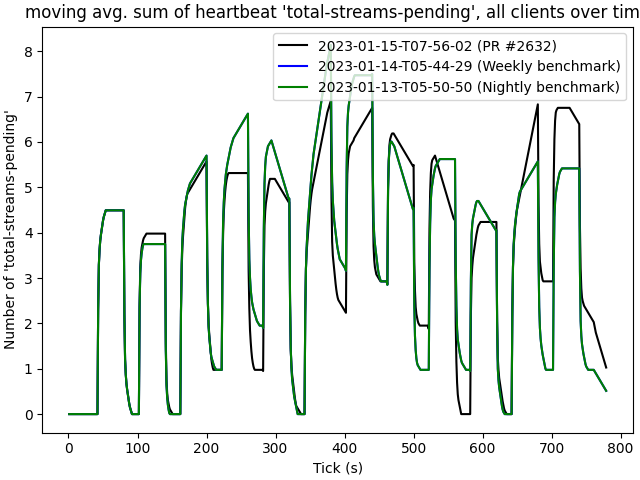 moving avg. sum of heartbeat 'total-streams-pending', all clients over tim
2023-01-15-T07-56-02 (PR #2632)
2023-01-14-T05-44-29 (Weekly benchmark)
2023-01-13-T05-50-50 (Nightly benchmark)
Number of 'total-streams-pending'
8
7
6
5
4
3
2
1
0
0 100 200 300 400 500 600 700 800
Tick (s)